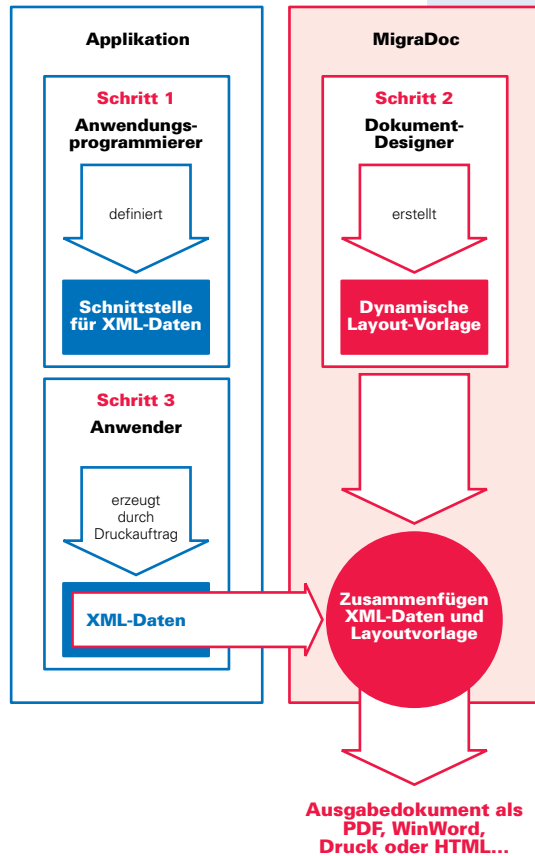 Applikation
Schritt 1
Anwendungs-
programmierer
definiert
Schnittstelle
für XML-Daten
Schritt 3
Anwender
erzeugt
durch
Druckauftrag
XML-Daten
MigraDoc
Schritt 2
Dokument-
Designer
erstellt
Dynamische
Layout-Vorlage
Zusammenfügen
XML-Daten und
Layoutvorlage
Ausgabedokument als
PDF, WinWord,
Druck oder HTML...